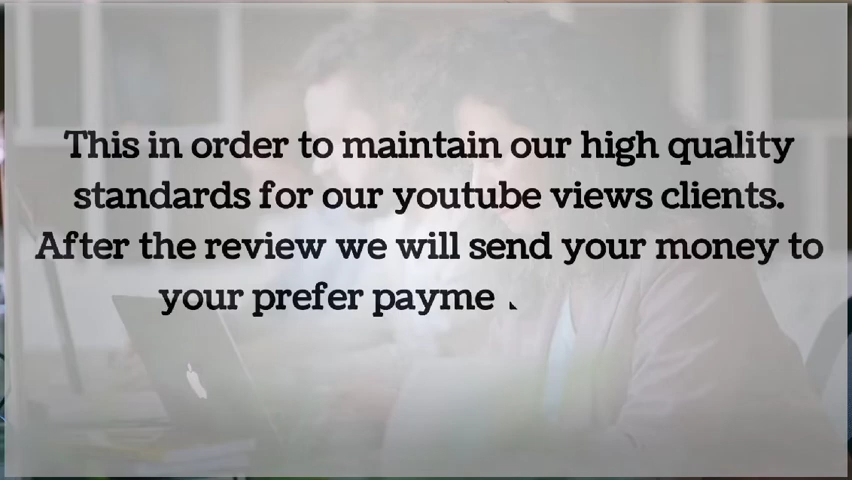 This in order to maintain our high quality
standards for our youtube views clients.
After the review we will send your money to
your prefer payme